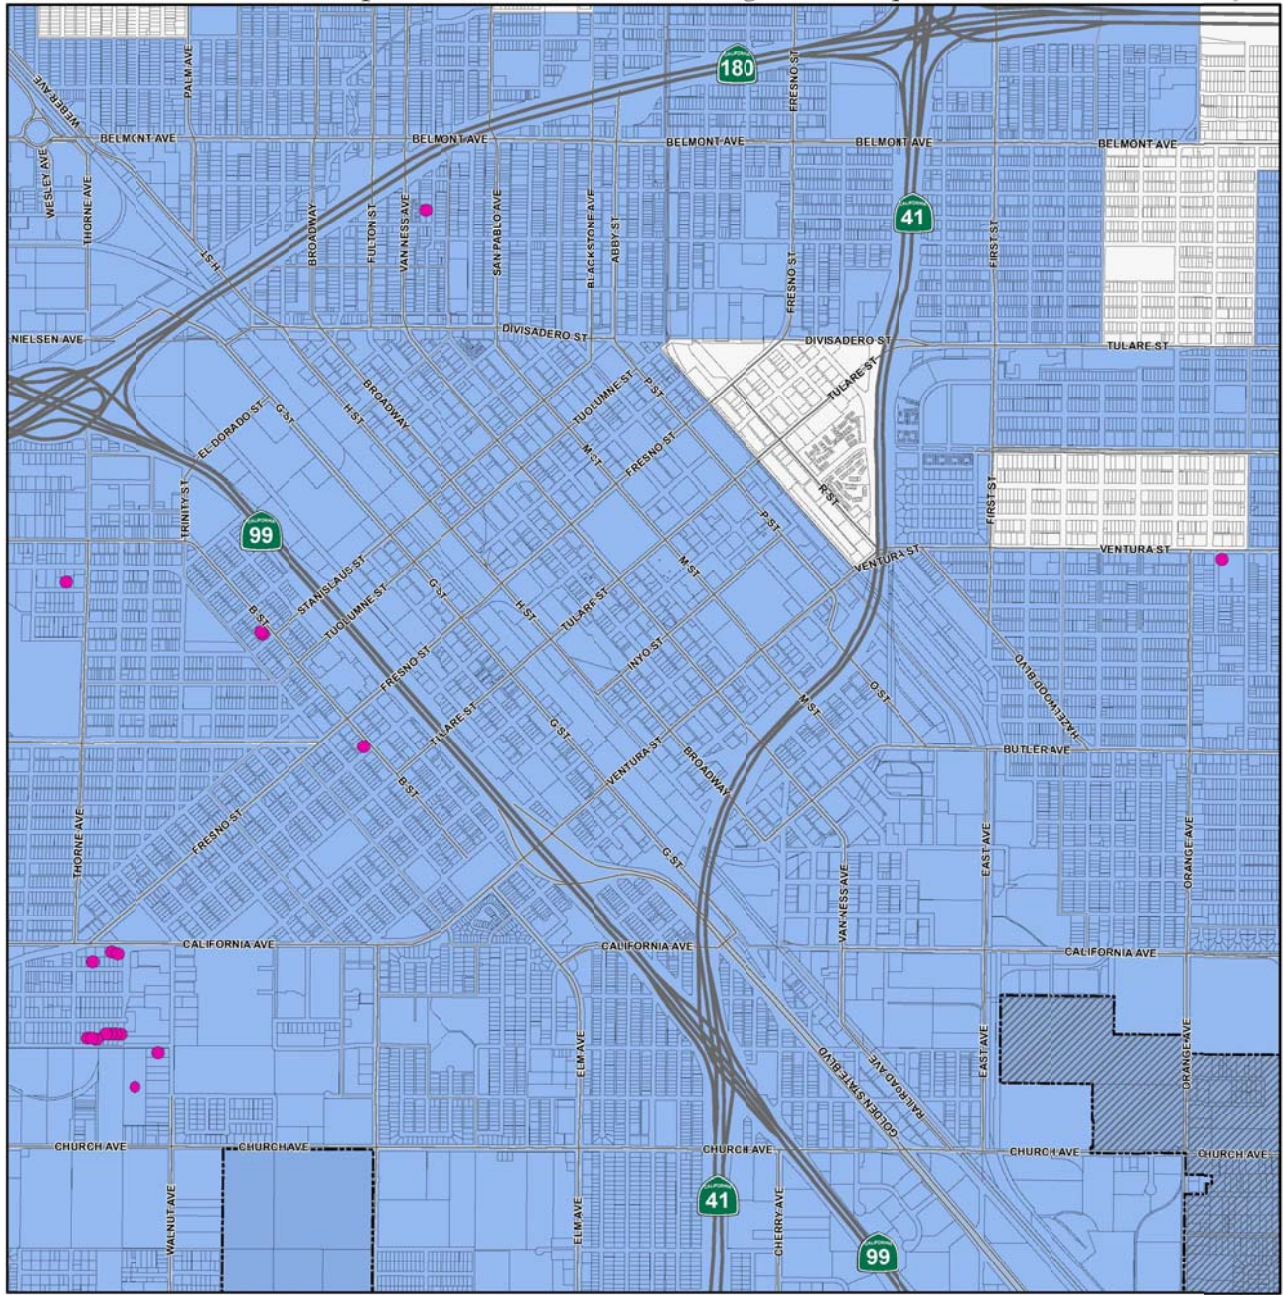 CALIFORNIA
180
FRESNO ST
PALM AVE
WEBER AVE
BELMONT AVE
BELMONT AVE
BELMONT AVE
BELMONT AVE
BELMONT AVE
WESLEY AVE
THORNE AVE
BROADWAY
FULTON ST
VAN NESS AVE
SAN PABLO AVE
BLACKSTONE AVE
ABBY ST
CALIFORNIA
41
FIRST ST
H ST
FRESNO ST
NIELSEN AVE
DIVISADERO ST
DIVISADERO ST
TULARE ST
BROADWAY
TUOLUMNE ST
P ST
TULARE ST
EL DORADO ST
G ST
H ST
M ST
FRESNO ST
R ST
FIRST ST
TRINITY ST
CALIFORNIA
99
P ST
VENTURA ST
VENTURA ST
STANISLAUS ST
G ST
M ST
B ST
TUOLUMNE ST
H ST
TULARE ST
FRESNO ST
INYO ST
O ST
HAZELWOOD BLVD
M ST
TULARE ST
G ST
VENTURA ST
BROADWAY
BUTLER AVE
B ST
FRESNO ST
THORNE AVE
G ST
EAST AVE
ORANGE AVE
VAN NESS AVE
CALIFORNIA AVE
CALIFORNIA AVE
CALIFORNIA AVE
ELM AVE
EAST AVE
ORANGE AVE
GOLDEN STATE BLVD
RAILROAD AVE
CHURCH AVE
CHURCH AVE
CHURCH AVE
CHURCH AVE
CHURCH AVE
WALNUT AVE
ELM AVE
CALIFORNIA
41
CHERRY AVE
CALIFORNIA
99